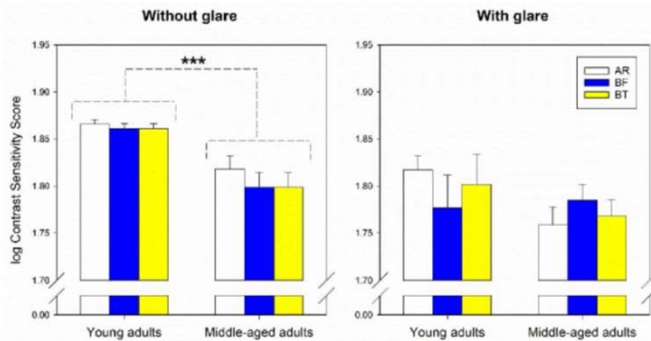 Without glare
With glare
log Contrast Sensitivity Score
1.95
1.90
1.85
1.80
1.75
1.70
0.00
***
Young adults
Middle-aged adults
1.95
1.90
1.85
1.80
1.75
1.70
0.00
AR
BF
BT
Young adults
Middle-aged adults